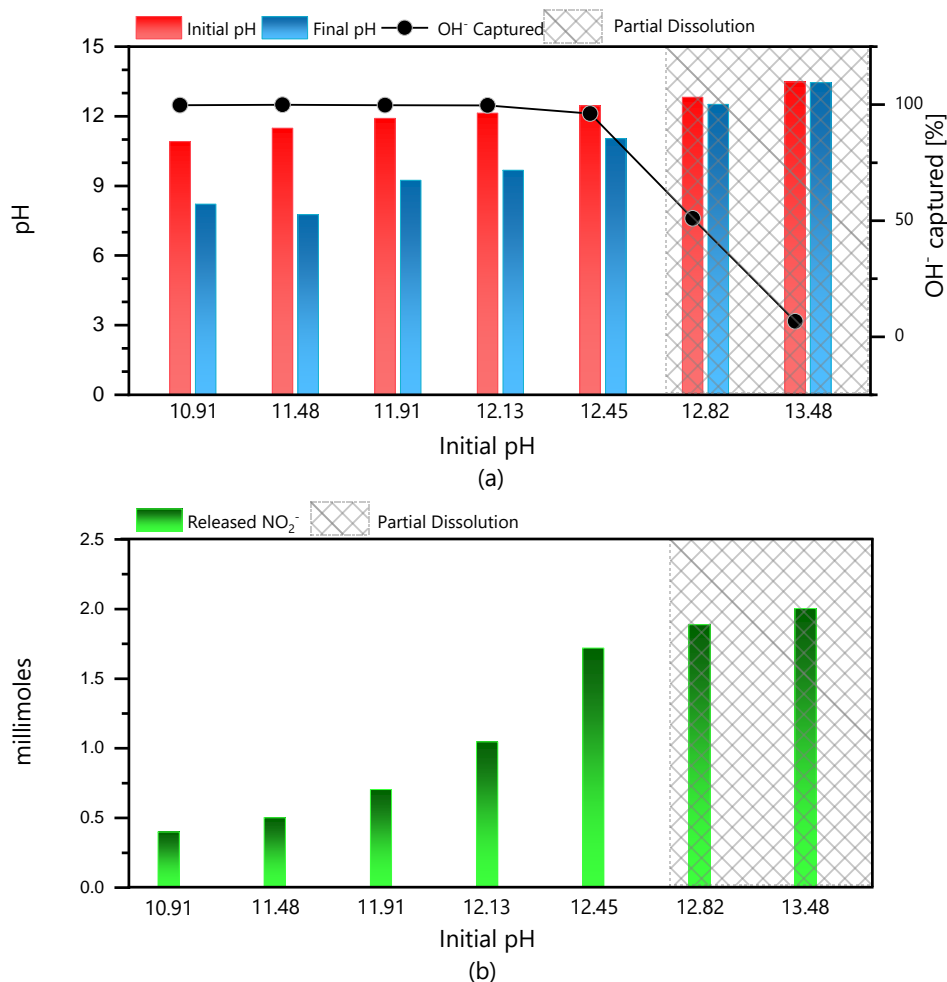 Initial pH Final pH OH⁻ Captured Partial Dissolution
15
12
9
6
3
0
pH
100
50
0
OH⁻ captured [%]
10.91 11.48 11.91 12.13 12.45 12.82 13.48
Initial pH
(a)
Released NO₂⁻ Partial Dissolution
2.5
2.0
1.5
1.0
0.5
0.0
millimoles
10.91 11.48 11.91 12.13 12.45 12.82 13.48
Initial pH
(b)